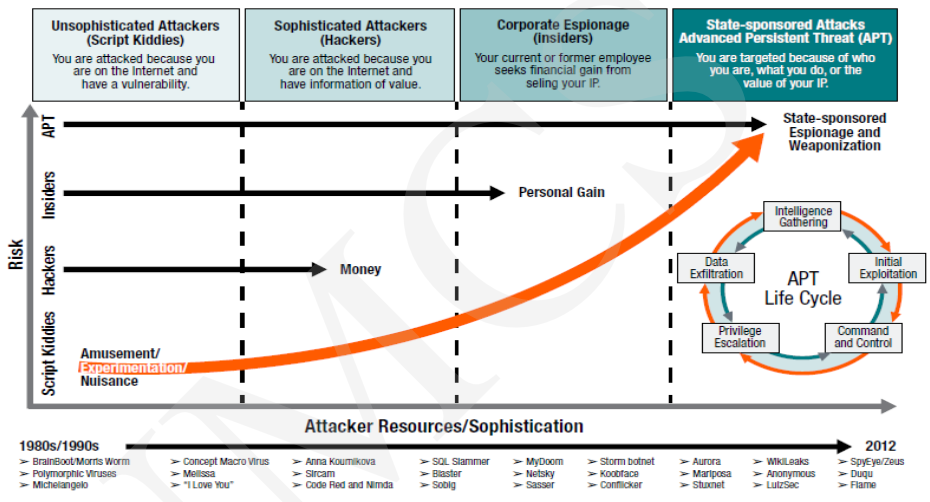 Unsophisticated Attackers
(Script Kiddies)
You are attacked because you
are on the Internet and
have a vulnerability.
Sophisticated Attackers
(Hackers)
You are attacked because you
are on the Internet and
have information of value.
Corporate Espionage
(Insiders)
Your current or former employee
seeks financial gain from
seling your IP.
State-sponsored Attacks
Advanced Persistent Threat (APT)
You are targeted because of who
you are, what you do, or the
value of your IP.
Risk
APT
Insiders
Hackers
Script Kiddies
State-sponsored
Espionage and
Weaponization
Personal Gain
Money
Amusement/
Experimentation/
Nuisance
Intelligence
Gathering
Data
Exfiltration
Initial
Exploitation
APT
Life Cycle
Privilege
Escalation
Command
and Control
Attacker Resources/Sophistication
1980s/1990s
2012
➢ BrainBoot/Morris Worm
➢ Polymorphic Viruses
➢ Michelangelo
➢ Concept Macro Virus
➢ Melissa
➢ "I Love You"
➢ Anna Kournikova
➢ Sircam
➢ Code Red and Nimda
➢ SQL Slammer
➢ Blaster
➢ Sobig
➢ MyDoom
➢ Netsky
➢ Sasser
➢ Storm botnet
➢ Koobface
➢ Conflicker
➢ Aurora
➢ Mariposa
➢ Stuxnet
➢ WikiLeaks
➢ Anonymous
➢ LulzSec
➢ SpyEye/Zeus
➢ Duqu
➢ Flame